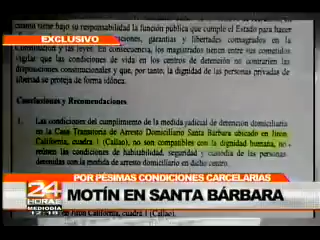 cuanto tiene bajo su responsabilidad la función pública que cumple el Estado para hacer
EXCLUSIVO
disposiciones, garantías y libertades consagrados en la
Constitución y las leyes. En consecuencia, los magistrados tienen entre sus cometidos
vigilar que las condiciones de vida en los centros de detención no contraríen las
disposiciones constitucionales y que, por tanto, la dignidad de las personas privadas de
libertad se proteja de forma idónea.
Conclusiones y Recomendaciones
1. Las condiciones del cumplimiento de la medida judicial de detención domiciliaria
en la Casa Transitoria de Arresto Domiciliario Santa Bárbara ubicado en Jirón
California, cuadra 1 (Callao), no son compatibles con la dignidad humana, no
reúnen las condiciones de habitabilidad, seguridad y custodia de las personas
detenidas con la medida de arresto domiciliario en dicho centro.
POR PÉSIMAS CONDICIONES CARCELARIAS
24
HORAS
MEDIODÍA
12:18
MOTÍN EN SANTA BÁRBARA
Jirón California, cuadra 1 (Callao)